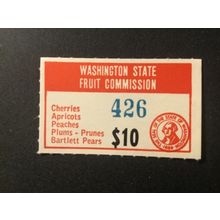 WASHINGTON STATE
FRUIT COMMISSION
Cherries
Apricots
Peaches
Plums - Prunes
Bartlett Pears
426
$10